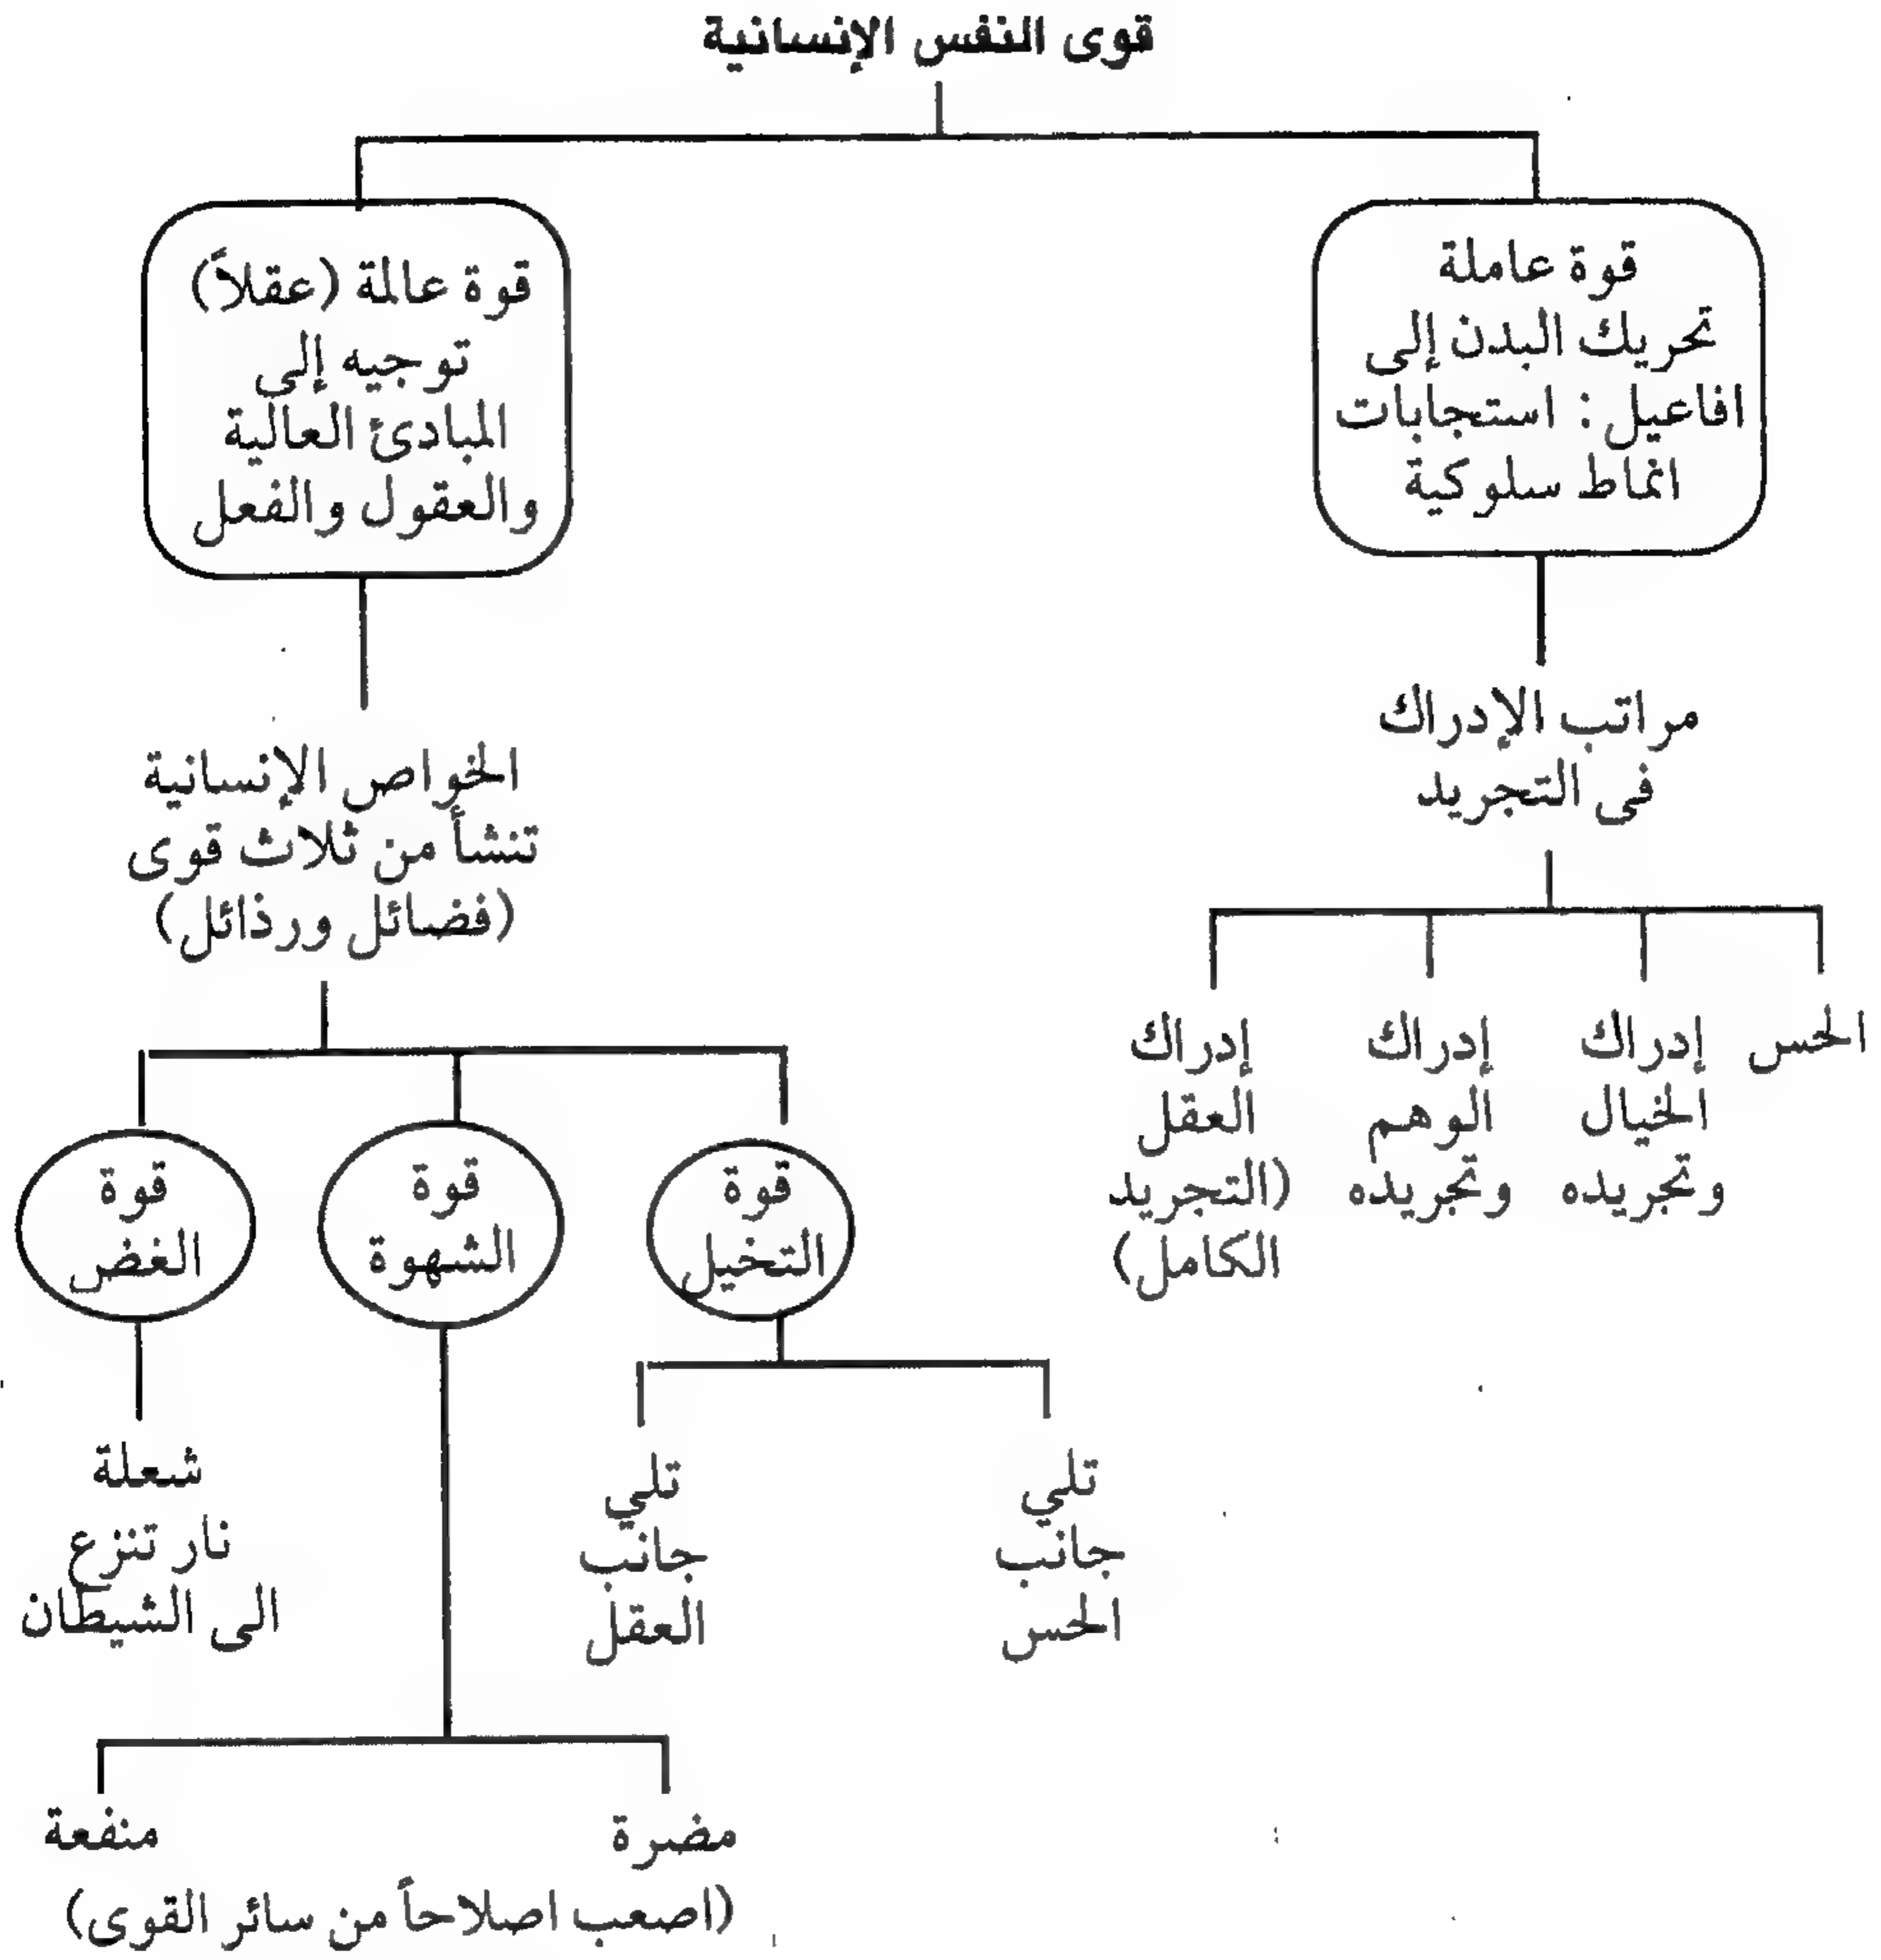 قوى النفس الإنسانية
قوة عاملة
تحريك البدن إلى
افاعيل : استجابات
انماط سلوكية
مراتب الإدراك
فى التجريد
الحس
إدراك
الخيال
وتجريده
إدراك
الوهم
وتجريده
إدراك
العقل
(التجريد
الكامل)
قوة عالمة (عقلاً)
توجيه إلى
المبادئ العالية
والعقول والفعل
الخواص الإنسانية
تنشأ من ثلاث قوى
(فضائل ورذائل)
قوة
التخيل
تلي
جانب
الحس
تلي
جانب
العقل
قوة
الشهوة
مضرة
منفعة
(اصعب اصلاحاً من سائر القوى)
قوة
الغض
شعلة
نار تنزع
الى الشيطان